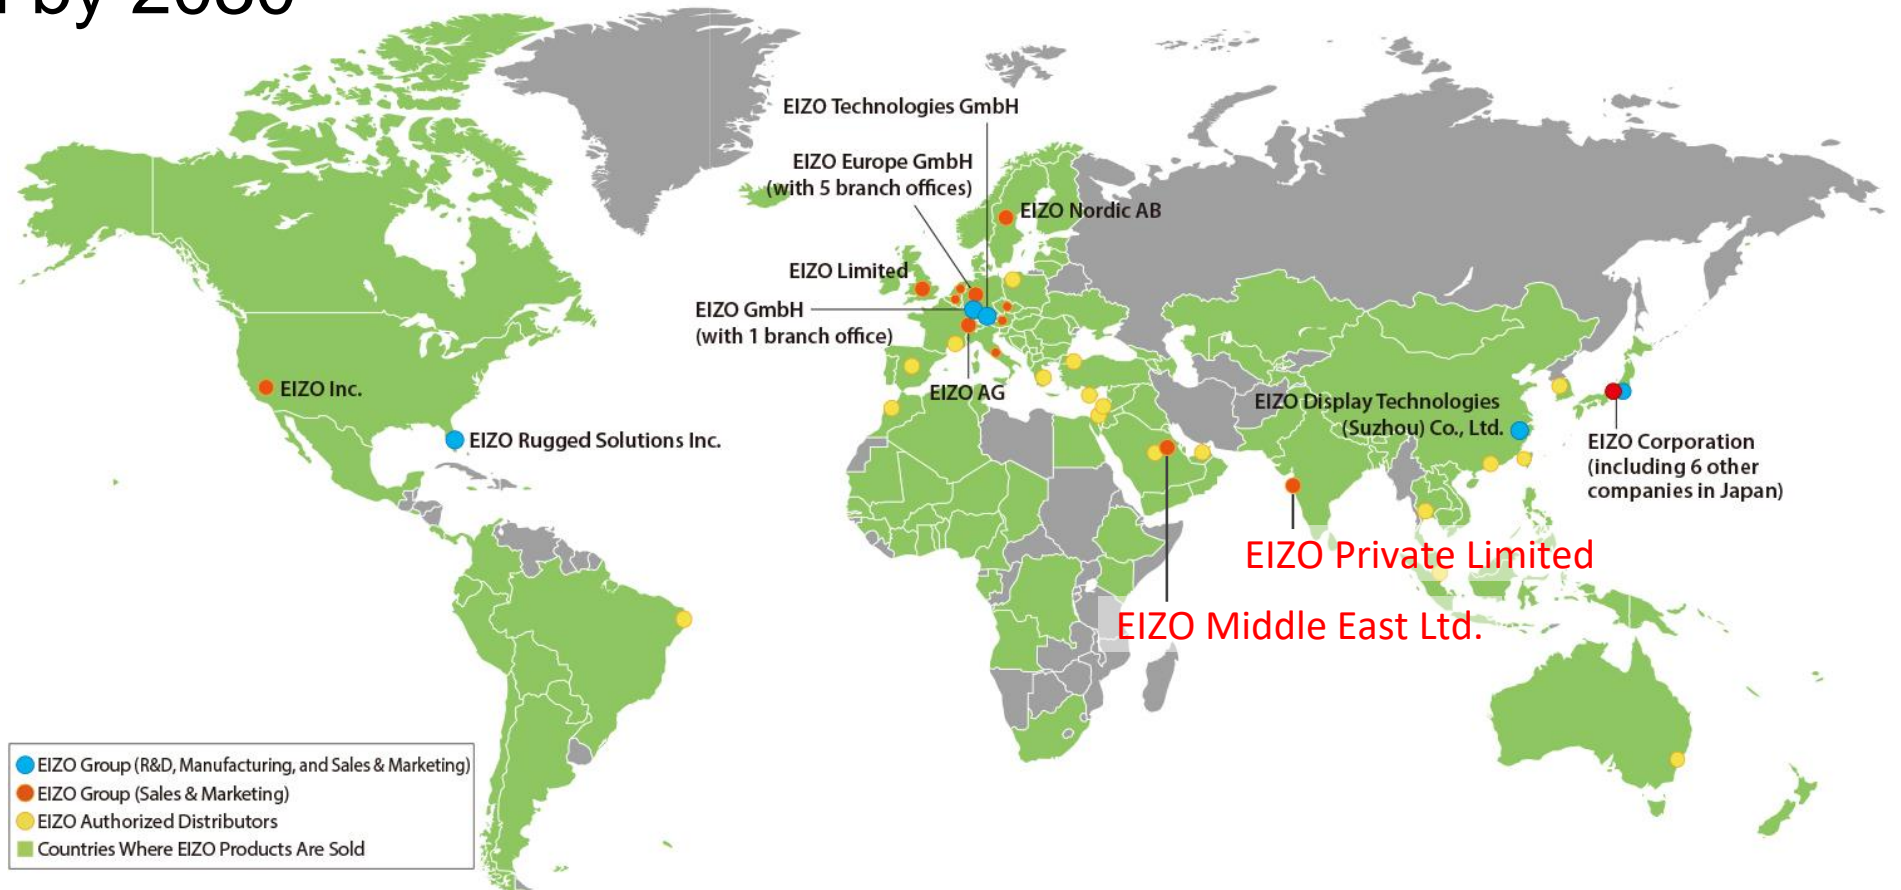 by 2080
EIZO Technologies GmbH
EIZO Europe GmbH
(with 5 branch offices)
EIZO Nordic AB
EIZO Limited
EIZO GmbH
(with 1 branch office)
EIZO AG
EIZO Inc.
EIZO Rugged Solutions Inc.
EIZO Display Technologies
(Suzhou) Co., Ltd.
EIZO Corporation
(including 6 other
companies in Japan)
EIZO Private Limited
EIZO Middle East Ltd.
EIZO Group (R&D, Manufacturing, and Sales & Marketing)
EIZO Group (Sales & Marketing)
EIZO Authorized Distributors
Countries Where EIZO Products Are Sold